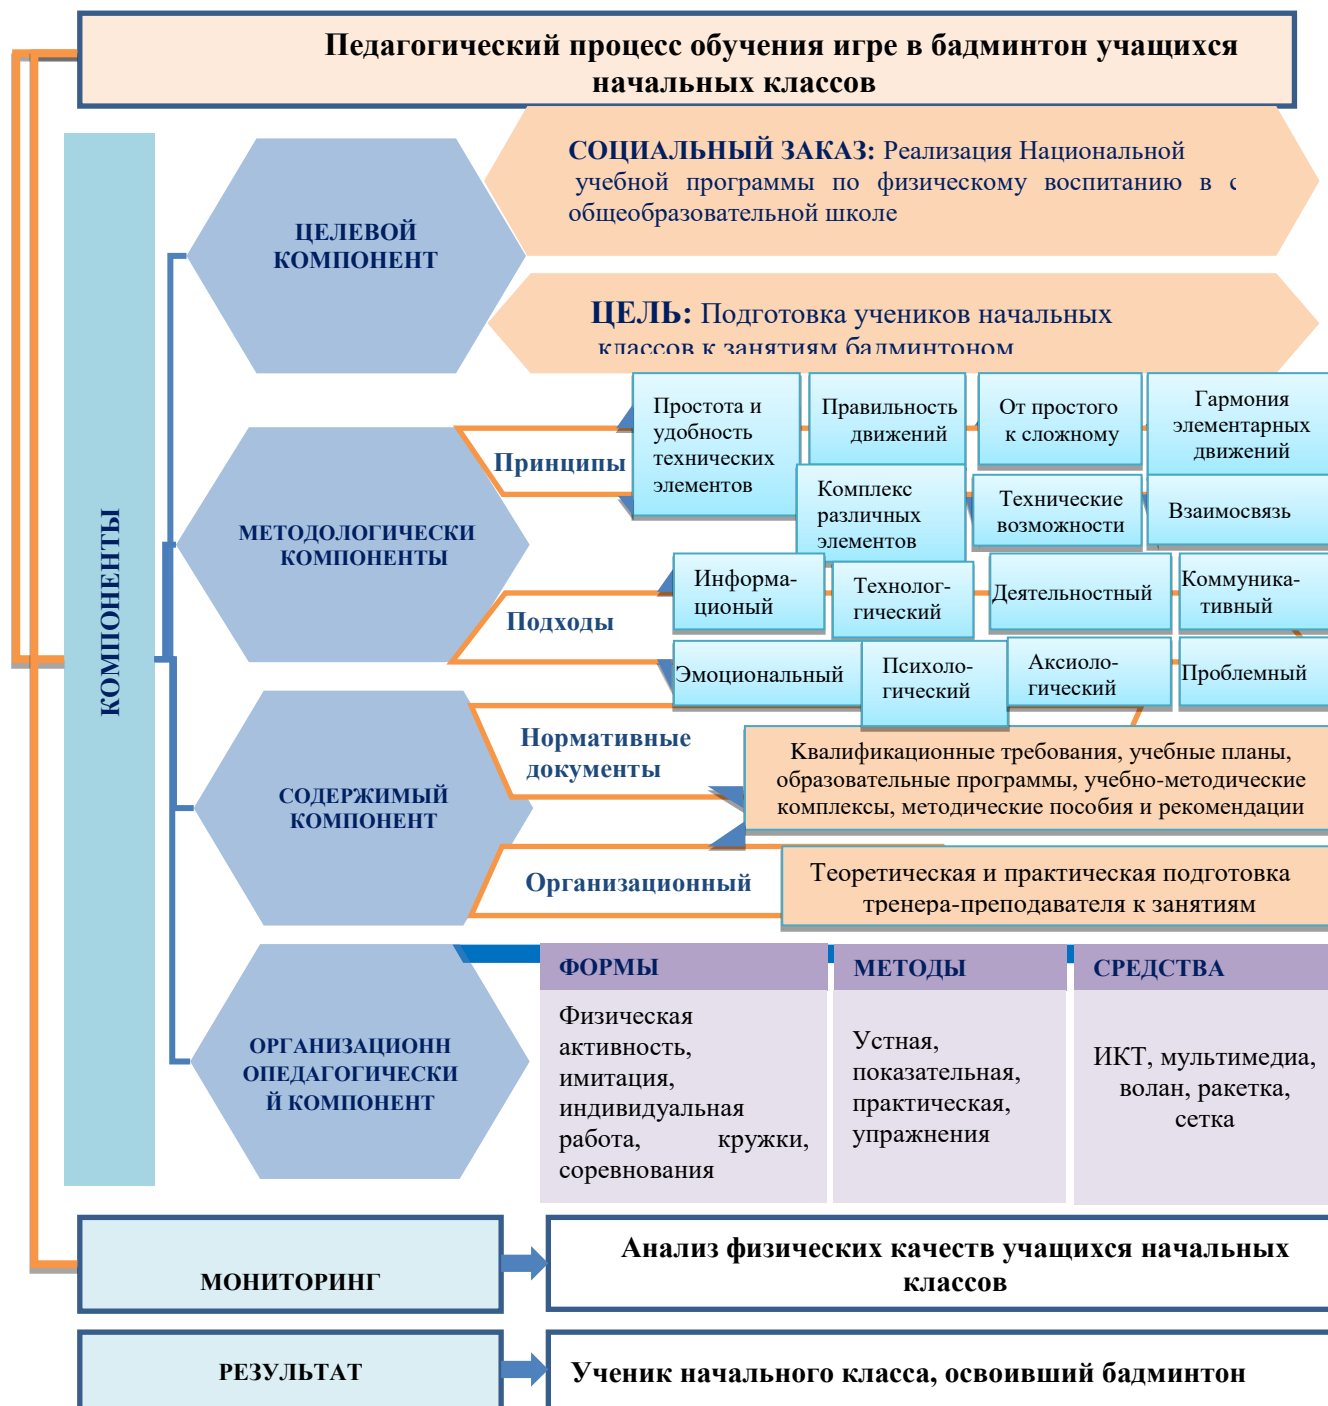 Педагогический процесс обучения игре в бадминтон учащихся
начальных классов
КОМПОНЕНТЫ
ЦЕЛЕВОЙ
КОМПОНЕНТ
СОЦИАЛЬНЫЙ ЗАКАЗ: Реализация Национальной
учебной программы по физическому воспитанию в с
общеобразовательной школе
ЦЕЛЬ: Подготовка учеников начальных
классов к занятиям бадминтоном
МЕТОДОЛОГИЧЕСКИ
КОМПОНЕНТЫ
Принципы
Простота и
удобность
технических
элементов
Правильность
движений
От простого
к сложному
Гармония
элементарных
движений
Комплекс
различных
элементов
Технические
возможности
Взаимосвязь
Подходы
Информа-
ционый
Технолог-
гический
Деятельностный
Коммуника-
тивный
Эмоциональный
Психоло-
гический
Аксиоло-
гический
Проблемный
СОДЕРЖИМЫЙ
КОМПОНЕНТ
Нормативные
документы
Квалификационные требования, учебные планы,
образовательные программы, учебно-методические
комплексы, методические пособия и рекомендации
Организационный
Теоретическая и практическая подготовка
тренера-преподавателя к занятиям
ОРГАНИЗАЦИОНН
ОПЕДАГОГИЧЕСКИ
Й КОМПОНЕНТ
ФОРМЫ
Физическая
активность,
имитация,
индивидуальная
работа, кружки,
соревнования
МЕТОДЫ
Устная,
показательная,
практическая,
упражнения
СРЕДСТВА
ИКТ, мультимедиа,
волан, ракетка,
сетка
МОНИТОРИНГ
Анализ физических качеств учащихся начальных
классов
РЕЗУЛЬТАТ
Ученик начального класса, освоивший бадминтон